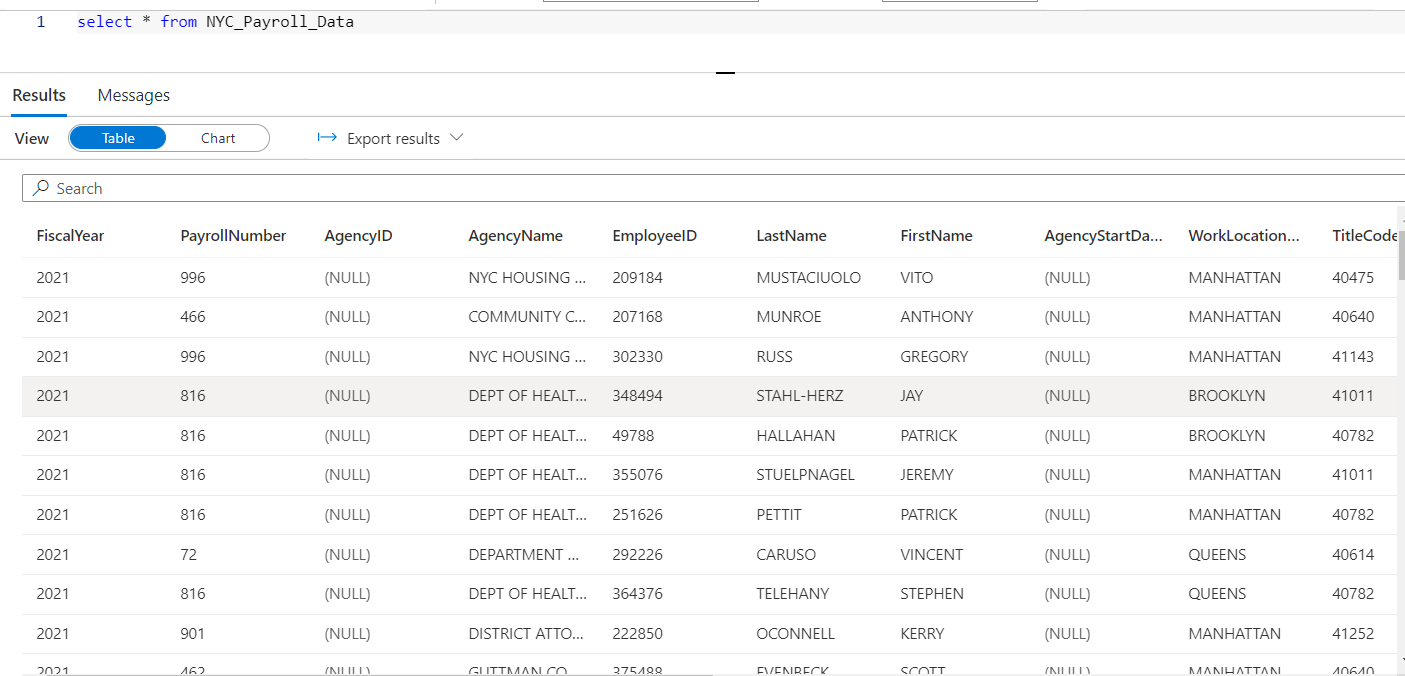 1 select * from NYC_Payroll_Data
Results Messages
View Table Chart Export results
Search
FiscalYear PayrollNumber AgencyID AgencyName EmployeeID LastName FirstName AgencyStartDa... WorkLocation... TitleCode
2021 996 (NULL) NYC HOUSING ... 209184 MUSTACIUOLO VITO (NULL) MANHATTAN 40475
2021 466 (NULL) COMMUNITY C... 207168 MUNROE ANTHONY (NULL) MANHATTAN 40640
2021 996 (NULL) NYC HOUSING ... 302330 RUSS GREGORY (NULL) MANHATTAN 41143
2021 816 (NULL) DEPT OF HEALT... 348494 STAHL-HERZ JAY (NULL) BROOKLYN 41011
2021 816 (NULL) DEPT OF HEALT... 49788 HALLAHAN PATRICK (NULL) BROOKLYN 40782
2021 816 (NULL) DEPT OF HEALT... 355076 STUELPNAGEL JEREMY (NULL) MANHATTAN 41011
2021 816 (NULL) DEPT OF HEALT... 251626 PETTIT PATRICK (NULL) MANHATTAN 40782
2021 72 (NULL) DEPARTMENT ... 292226 CARUSO VINCENT (NULL) QUEENS 40614
2021 816 (NULL) DEPT OF HEALT... 364376 TELEHANY STEPHEN (NULL) QUEENS 40782
2021 901 (NULL) DISTRICT ATTO... 222850 OCONNELL KERRY (NULL) MANHATTAN 41252
2021 462 (NULL) GUTTMAN CO... 375488 EVENBECK SCOTT (NULL) MANHATTAN 40640